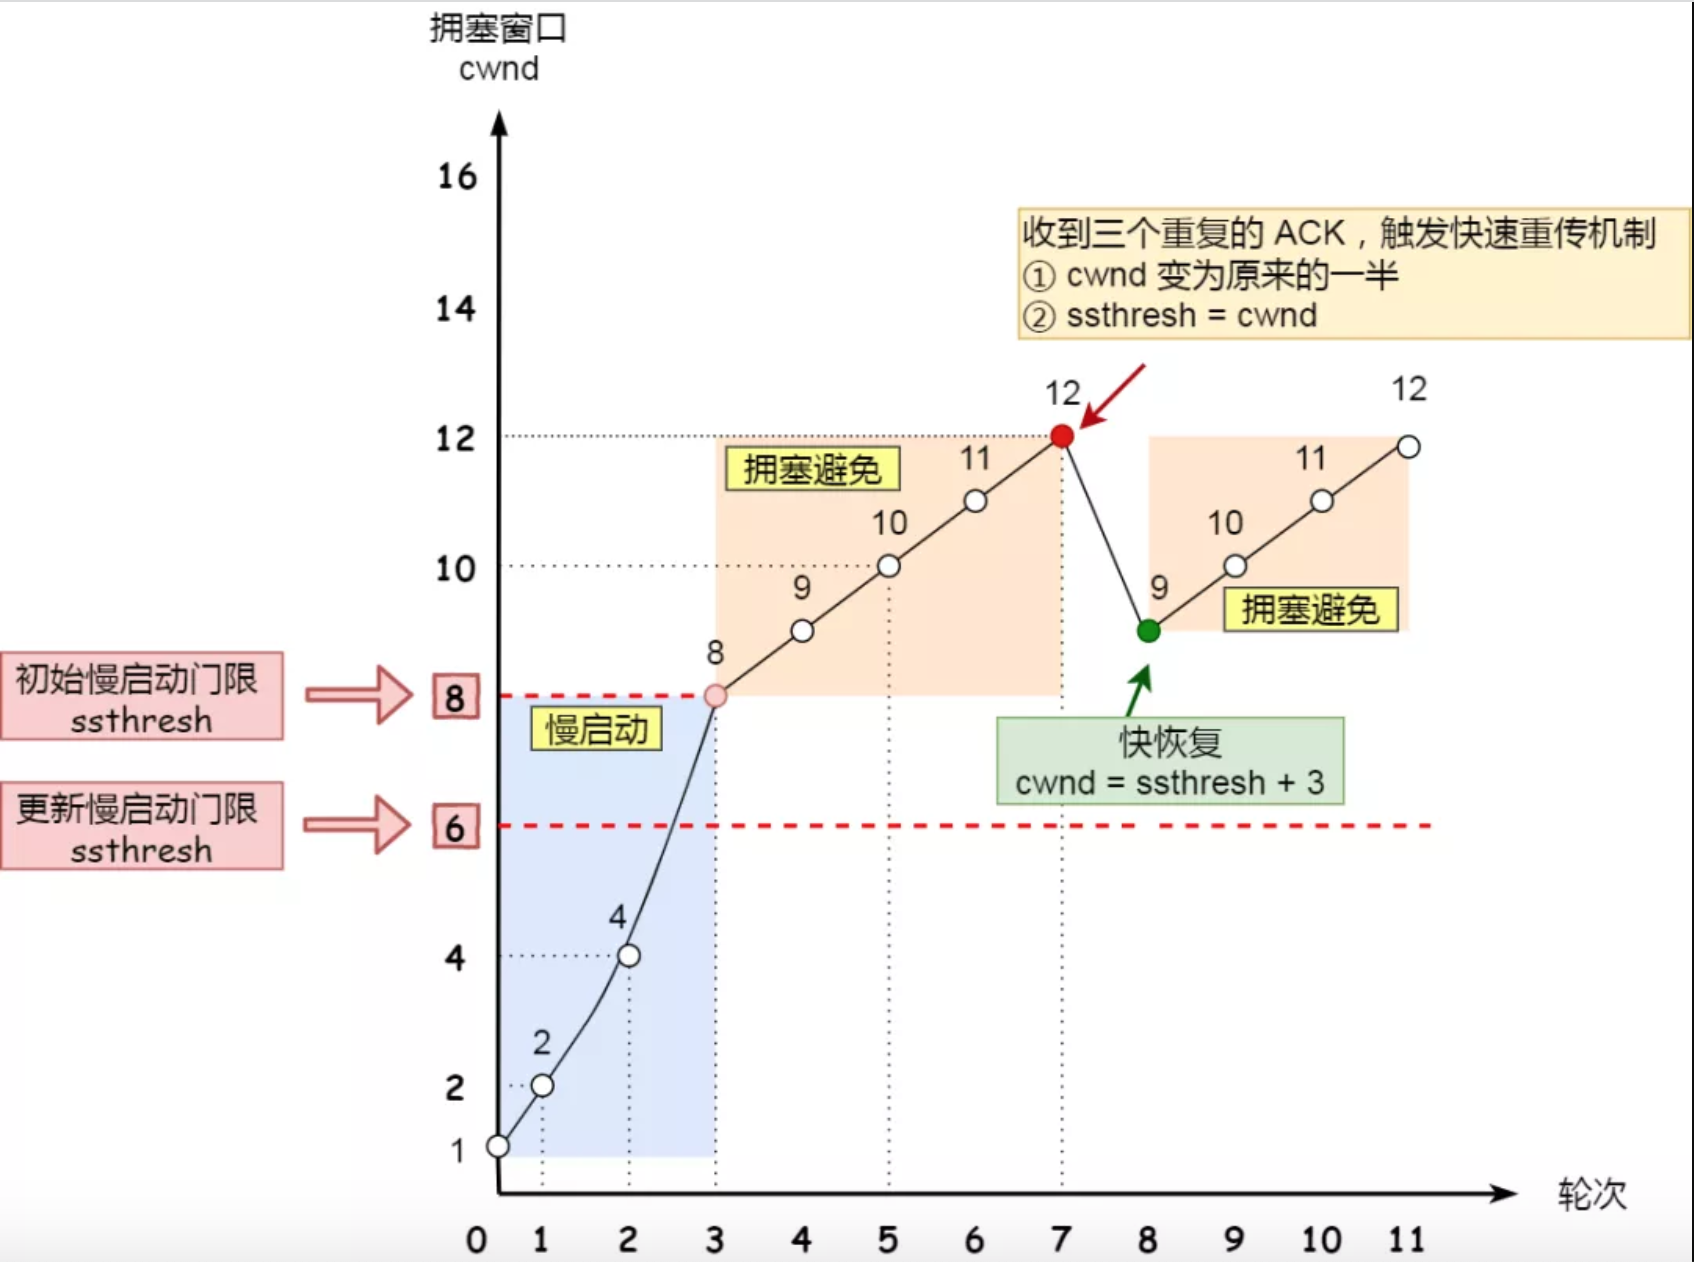 拥塞窗口
cwnd
16
14
12
10
8
6
4
2
1
收到三个重复的 ACK，触发快速重传机制
① cwnd 变为原来的一半
② ssthresh = cwnd
12
12
拥塞避免
11
11
10
10
9
9
拥塞避免
8
初始慢启动门限
ssthresh
慢启动
快恢复
cwnd = ssthresh + 3
更新慢启动门限
ssthresh
4
2
轮次
0 1 2 3 4 5 6 7 8 9 10 11